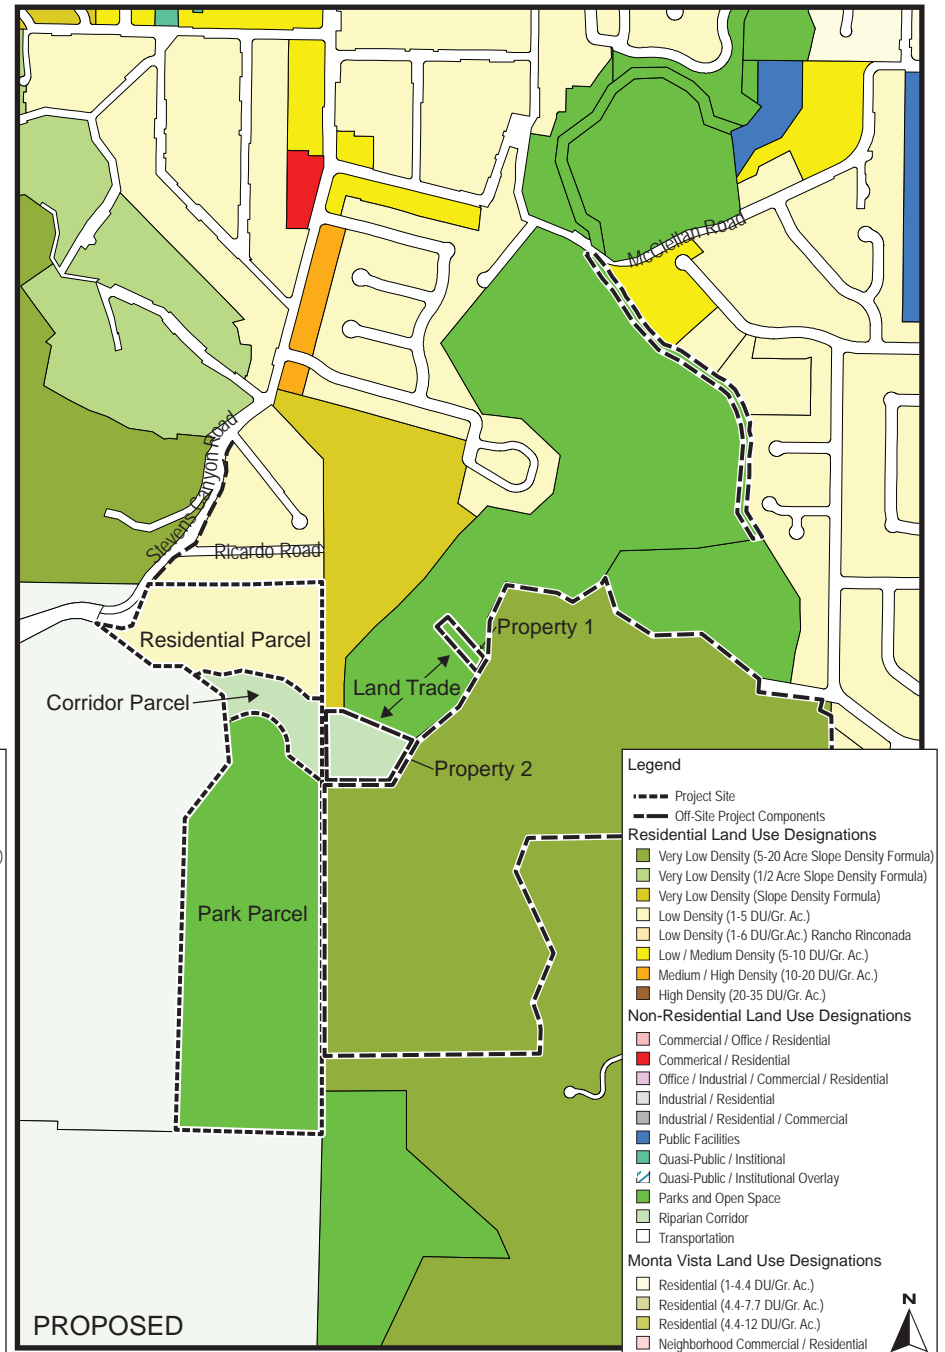 McClellan Road
Stevens Canyon Road
Ricardo Road
Residential Parcel
Property 1
Land Trade
Corridor Parcel
Property 2
Park Parcel
PROPOSED
)
Legend
Project Site
Off-Site Project Components
Residential Land Use Designations
Very Low Density (5-20 Acre Slope Density Formula)
Very Low Density (1/2 Acre Slope Density Formula)
Very Low Density (Slope Density Formula)
Low Density (1-5 DU/Gr. Ac.)
Low Density (1-6 DU/Gr.Ac.) Rancho Rinconada
Low / Medium Density (5-10 DU/Gr. Ac.)
Medium / High Density (10-20 DU/Gr. Ac.)
High Density (20-35 DU/Gr. Ac.)
Non-Residential Land Use Designations
Commercial / Office / Residential
Commerical / Residential
Office / Industrial / Commercial / Residential
Industrial / Residential
Industrial / Residential / Commercial
Public Facilities
Quasi-Public / Institional
Quasi-Public / Institutional Overlay
Parks and Open Space
Riparian Corridor
Transportation
Monta Vista Land Use Designations
Residential (1-4.4 DU/Gr. Ac.)
Residential (4.4-7.7 DU/Gr. Ac.)
Residential (4.4-12 DU/Gr. Ac.)
Neighborhood Commercial / Residential
N